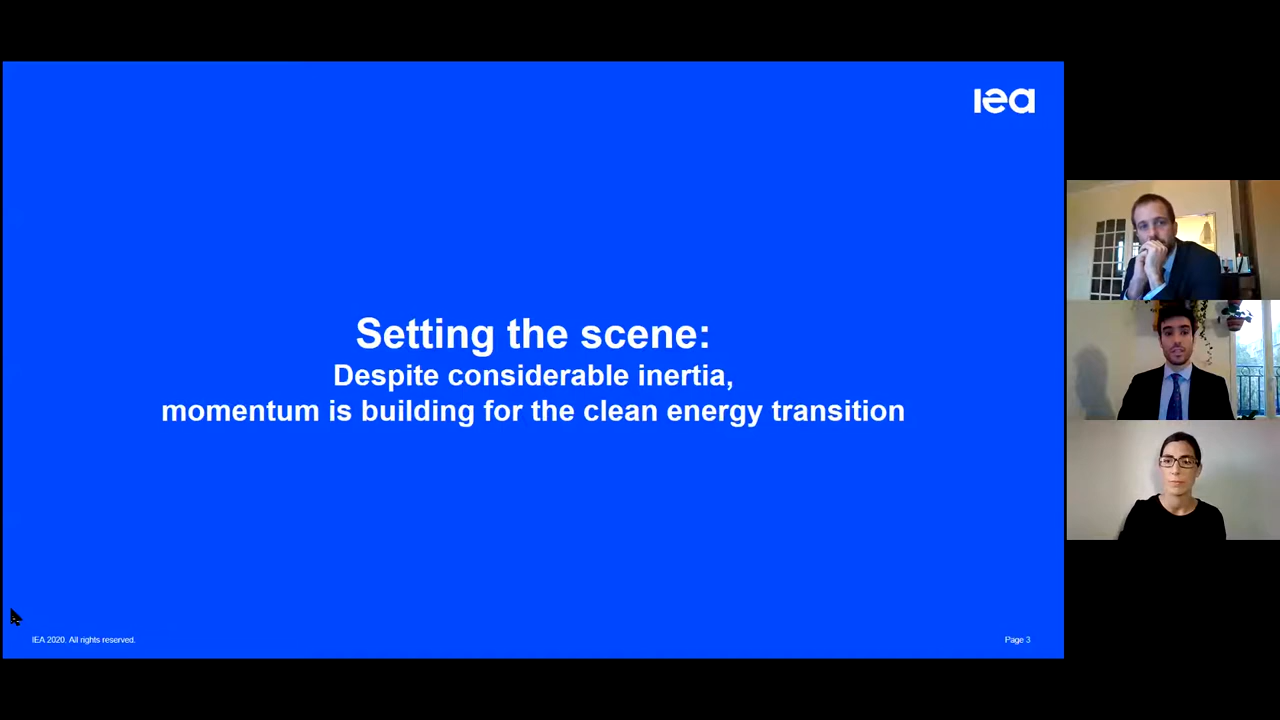 iea
Setting the scene:
Despite considerable inertia,
momentum is building for the clean energy transition
IEA 2020. All rights reserved.
Page 3